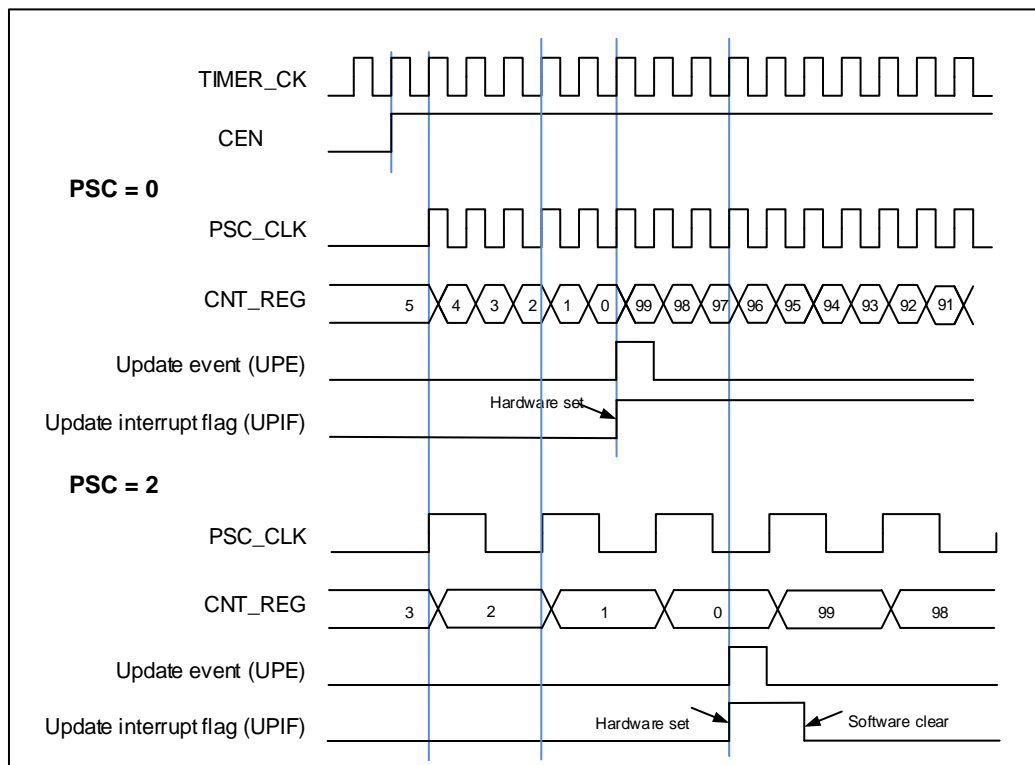 TIMER_CK
CEN
PSC = 0
PSC_CLK
CNT_REG 5 4 3 2 1 0 99 98 97 96 95 94 93 92 91
Update event (UPE)
Hardware set
Update interrupt flag (UPIF)
PSC = 2
PSC_CLK
CNT_REG 3 2 1 0 99 98
Update event (UPE)
Update interrupt flag (UPIF) Hardware set Software clear